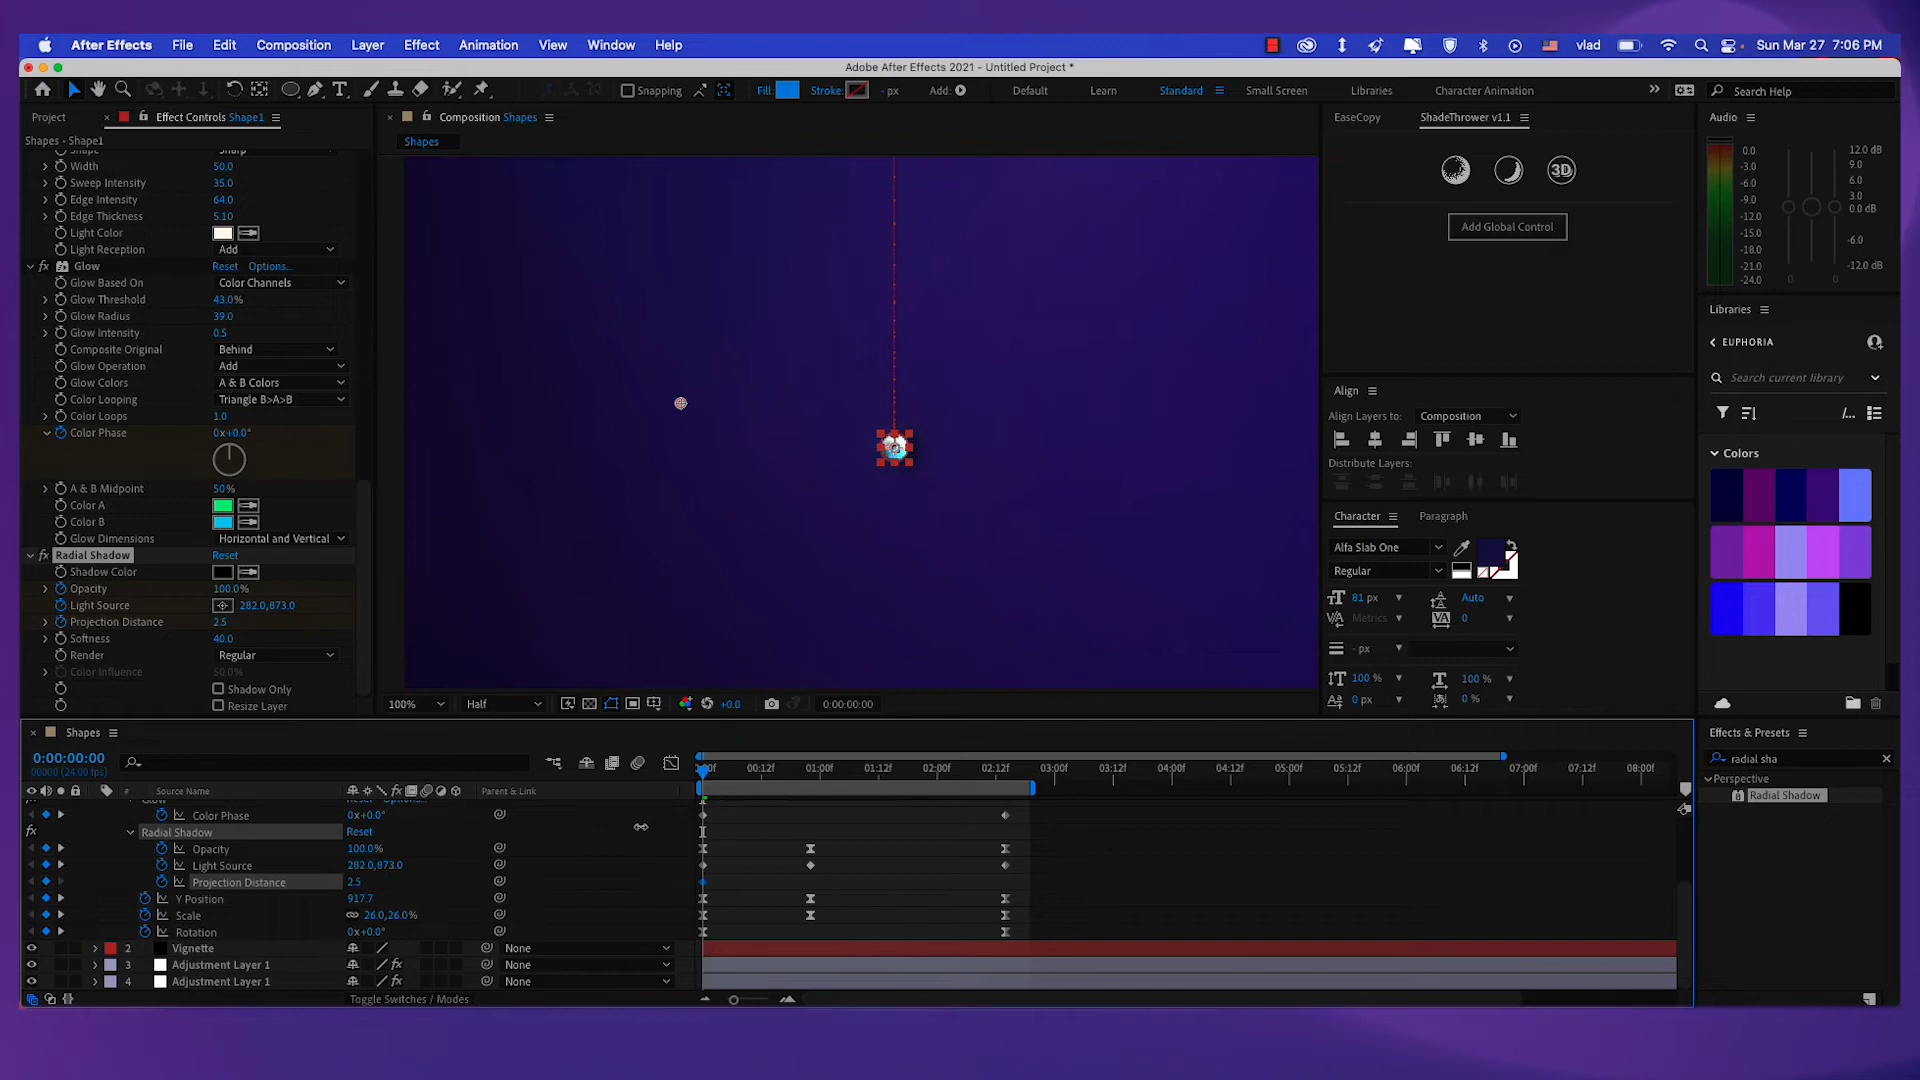 After Effects File Edit Composition Layer Effect Animation View Window Help vlad Sun Mar 27 7:06 PM
Adobe After Effects 2021 - Untitled Project *
Snapping Fill: Stroke: - px Add: Default Learn Standard Small Screen Libraries Character Animation Search Help
Project Effect Controls Shape1
Shapes · Shape1
Width 50.0
Sweep Intensity 35.0
Edge Intensity 64.0
Edge Thickness 5.10
Light Color
Light Reception Add
fx Glow Reset Options...
Glow Based On Color Channels
Glow Threshold 43.0%
Glow Radius 39.0
Glow Intensity 0.5
Composite Original Behind
Glow Operation Add
Glow Colors A & B Colors
Color Looping Triangle B>A>B
Color Loops 1.0
Color Phase 0x+0.0°
A & B Midpoint 50%
Color A
Color B
Glow Dimensions Horizontal and Vertical
fx Radial Shadow Reset
Shadow Color
Opacity 100.0%
Light Source 282.0,873.0
Projection Distance 2.5
Softness 40.0
Render Regular
Color Influence 50.0%
Shadow Only
Resize Layer
Composition Shapes
Shapes
100% Half +0.0 0:00:00:00
EaseCopy ShadeThrower v1.1
3D
Add Global Control
Align
Align Layers to: Composition
Distribute Layers:
Character Paragraph
Alfa Slab One
Regular
81 px Auto
Metrics 0
- px
100 % 100 %
0 px 0 %
Audio
0.0 12.0 dB
-3.0 9.0
-6.0 6.0
-9.0 3.0
-12.0 0.0 dB
-15.0
-18.0 -6.0
-21.0
-24.0 -12.0 dB
0 0
Libraries
EUPHORIA
Search current library
Colors
Effects & Presets
radial sha
Perspective
Radial Shadow
Shapes
0:00:00:00
00000 (24.00 fps)
00:12f 01:00f 01:12f 02:00f 02:12f 03:00f 03:12f 04:00f 04:12f 05:00f 05:12f 06:00f 06:12f 07:00f 07:12f 08:00f
# Source Name Parent & Link
Color Phase 0x+0.0°
fx Radial Shadow Reset
Opacity 100.0%
Light Source 282.0,873.0
Projection Distance 2.5
Y Position 917.7
Scale 26.0,26.0%
Rotation 0x+0.0°
2 Vignette None
3 Adjustment Layer 1 fx None
4 Adjustment Layer 1 fx None
Toggle Switches / Modes